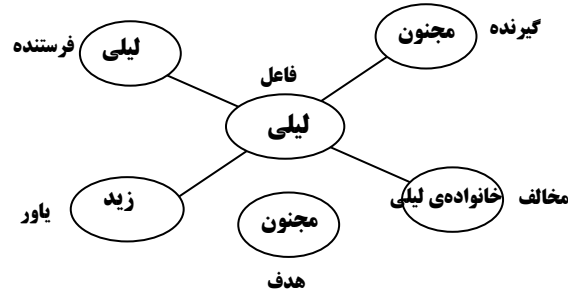 گیرنده
مجنون
لیلی
فرستنده
فاعل
لیلی
مخالف
خانواده‌ی لیلی
زید
یاور
مجنون
هدف